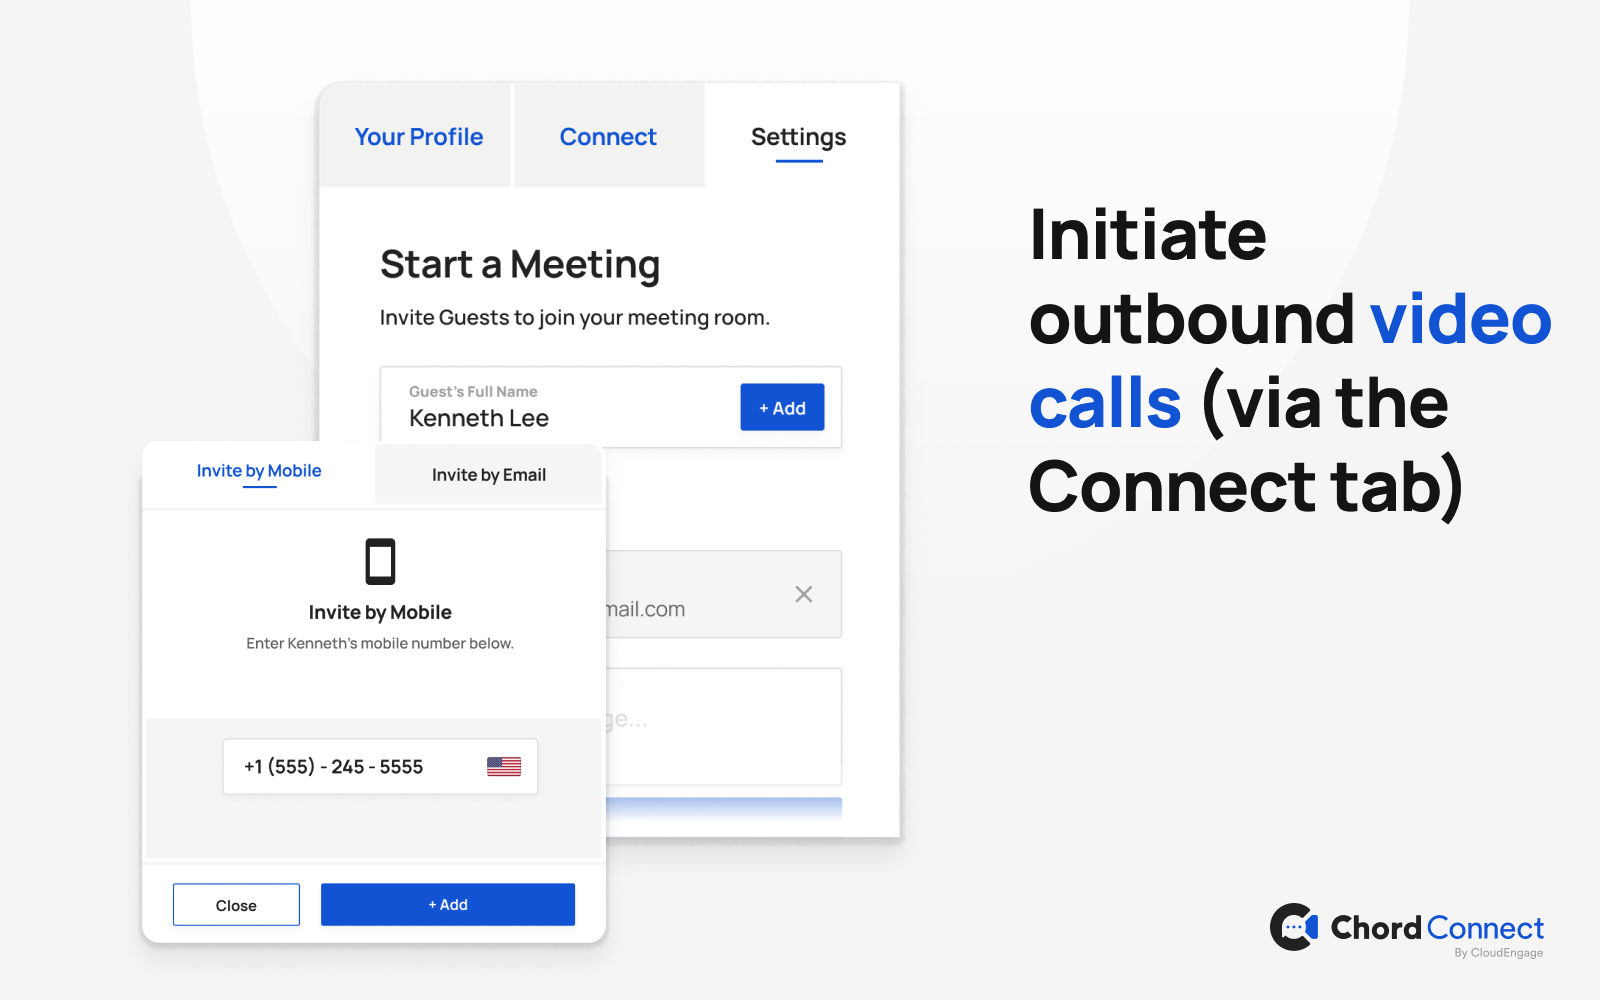 Your Profile
Connect
Settings
Start a Meeting
Invite Guests to join your meeting room.
Guest's Full Name
Kenneth Lee
+ Add
Invite by Mobile
Invite by Email
Invite by Mobile
Enter Kenneth's mobile number below.
+1 (555) - 245 - 5555
Close
+ Add
mail.com
ge...
Initiate
outbound video
calls (via the
Connect tab)
Chord Connect
By CloudEngage